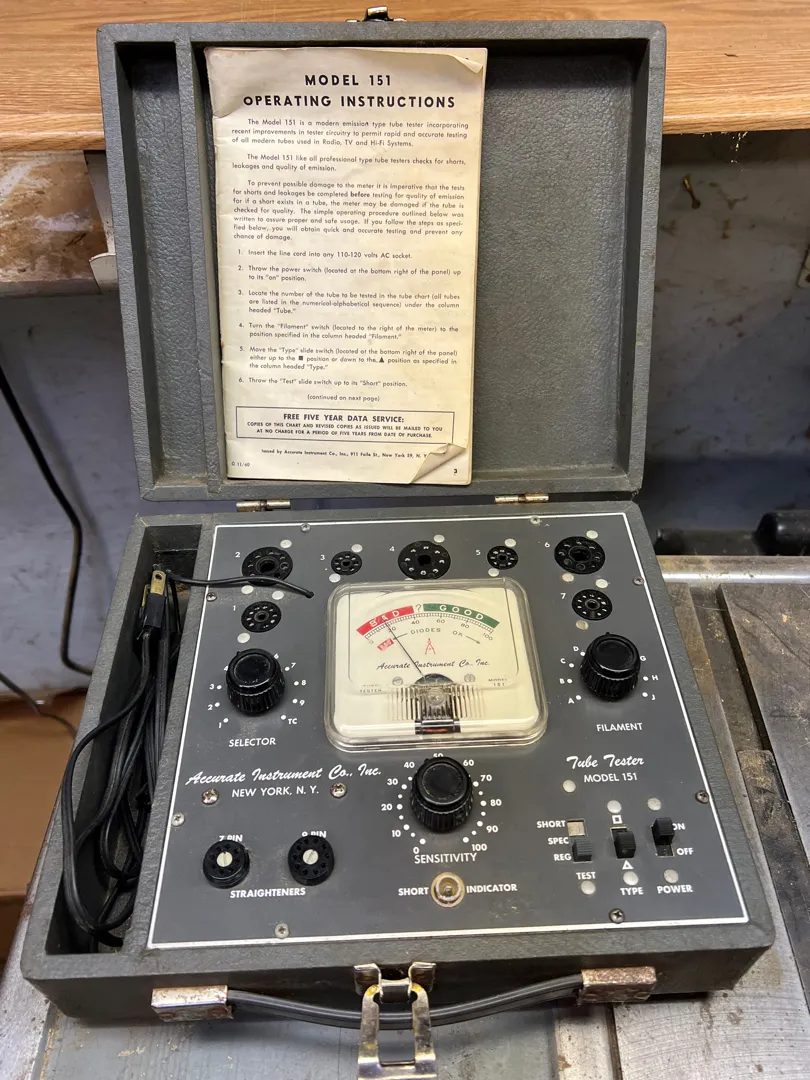 MODEL 151
OPERATING INSTRUCTIONS
The Model 151 is a modern emission type tube tester incorporating
recent improvements in tester circuitry to permit rapid and accurate testing
of all modern tubes used in Radio, TV and Hi-Fi Systems.
The Model 151 like all professional type tube testers checks for shorts,
leakages and quality of emission.
To prevent possible damage to the meter it is imperative that the tests
for shorts and leakages be completed before testing for quality of emission
for if a short exists in a tube, the meter may be damaged if the tube is
checked for quality. The simple operating procedure outlined below was
written to assure proper and safe usage. If you follow the steps as speci-
fied below, you will obtain quick and accurate testing and prevent any
chance of damage.
1. Insert the line cord into any 110-120 volts AC socket.
2. Throw the power switch (located at the bottom right of the panel) up
to its "on" position.
3. Locate the number of the tube to be tested in the tube chart (all tubes
are listed in the numerical-alphabetical sequence) under the column
headed "Tube."
4. Turn the "Filament" switch (located to the right of the meter) to the
position specified in the column headed "Filament."
5. Move the "Type" slide switch (located at the bottom right of the panel)
either up to the ■ position or down to the ▲ position as specified in
the column headed "Type."
6. Throw the "Test" slide switch up to its "Short" position.
(continued on next page)
FREE FIVE YEAR DATA SERVICE:
COPIES OF THIS CHART AND REVISED COPIES AS ISSUED WILL BE MAILED TO YOU
AT NO CHARGE FOR A PERIOD OF FIVE YEARS FROM DATE OF PURCHASE.
Issued by Accurate Instrument Co., Inc., 911 Faile St., New York 59, N. Y.
© 11/60
3
2 3 4 5 6
1 7
BAD ? GOOD
30 40 60 80 100
DIODES OK
Accurate Instrument Co., Inc.
TESTER
MODEL
151
1 2 3 6 7 8 9 TC
SELECTOR
A B C D G H J
FILAMENT
Accurate Instrument Co., Inc.
NEW YORK, N. Y.
Tube Tester
MODEL 151
0 10 20 30 40 50 60 70 80 90 100
SENSITIVITY
7 PIN 9 PIN
STRAIGHTENERS
SHORT INDICATOR
SHORT
SPEC
REG
TEST
TYPE
ON
OFF
POWER